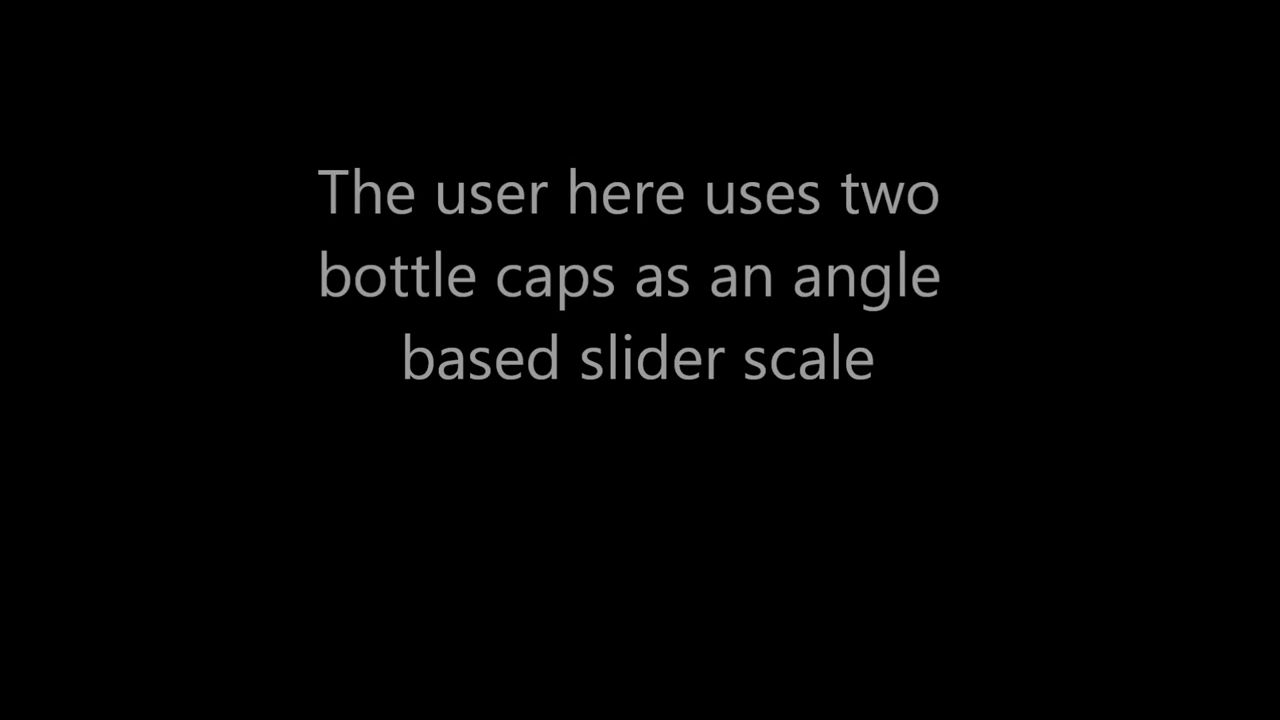 The user here uses two
bottle caps as an angle
based slider scale